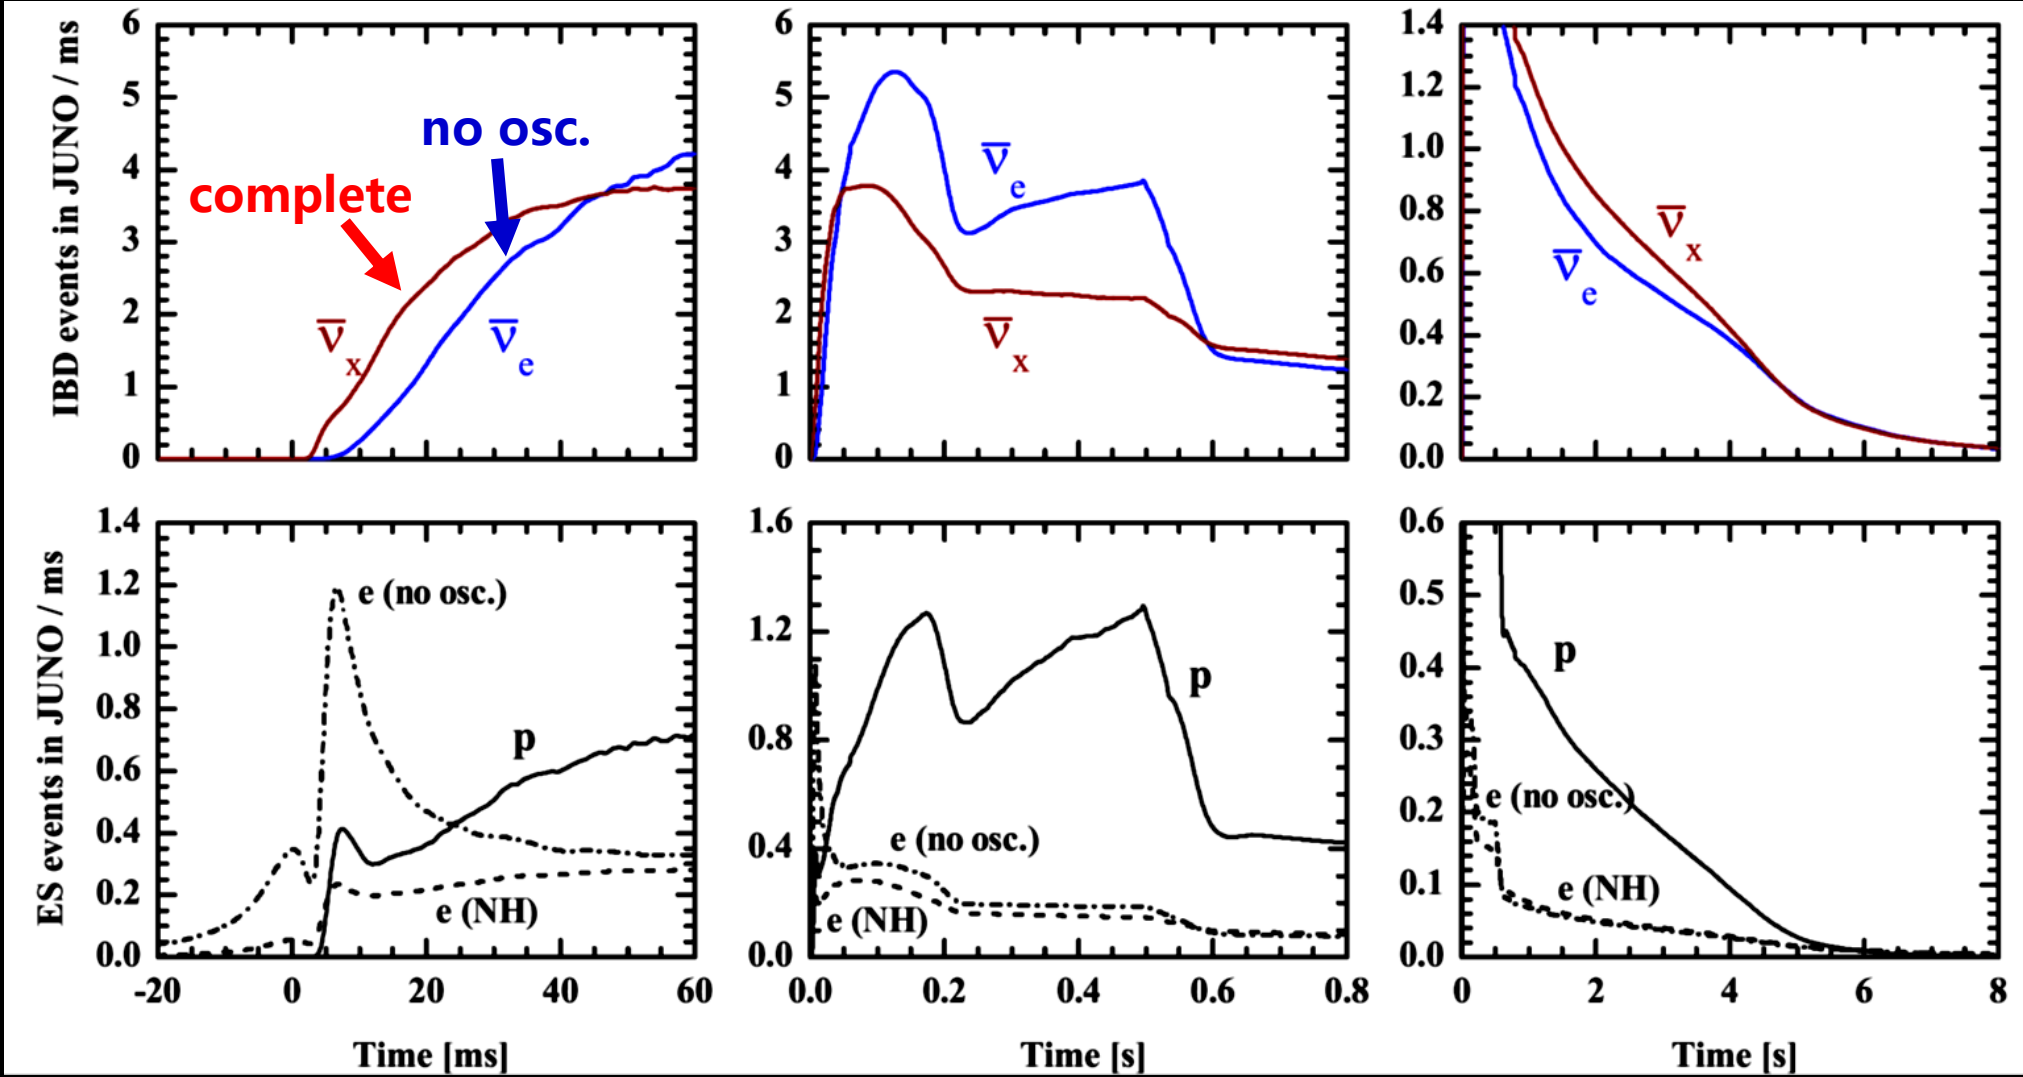 IBD events in JUNO / ms
6
5
4
3
2
1
0
complete
no osc.
ν̅x
ν̅e
6
5
4
3
2
1
0
ν̅e
ν̅x
1.4
1.2
1.0
0.8
0.6
0.4
0.2
0.0
ν̅x
ν̅e
ES events in JUNO / ms
1.4
1.2
1.0
0.8
0.6
0.4
0.2
0.0
e (no osc.)
p
e (NH)
-20 0 20 40 60
Time [ms]
1.6
1.2
0.8
0.4
0.0
p
e (no osc.)
e (NH)
0.0 0.2 0.4 0.6 0.8
Time [s]
0.6
0.5
0.4
0.3
0.2
0.1
0.0
p
e (no osc.)
e (NH)
0 2 4 6 8
Time [s]